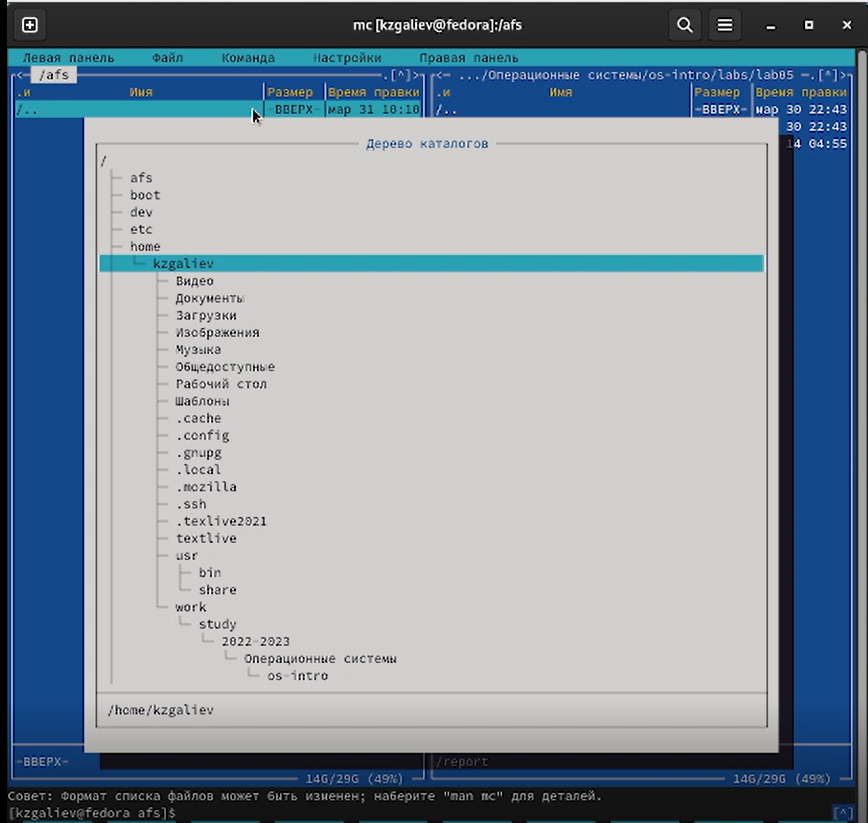 mc [kzgaliev@fedora]:/afs
Левая панель Файл Команда Настройки Правая панель
/afs .[^]> <─ .../Операционные системы/os-intro/labs/lab05 ─.[^]>
.и Имя Размер Время правки .и Имя Размер Время правки
/.. -ВВЕРХ- мар 31 10:10 /.. -ВВЕРХ- мар 30 22:43
30 22:43
Дерево каталогов 14 04:55
/
afs
boot
dev
etc
home
kzgaliev
Видео
Документы
Загрузки
Изображения
Музыка
Общедоступные
Рабочий стол
Шаблоны
.cache
.config
.gnupg
.local
.mozilla
.ssh
.texlive2021
textlive
usr
bin
share
work
study
2022-2023
Операционные системы
os-intro
/home/kzgaliev
-ВВЕРХ- /report
14G/29G (49%) 14G/29G (49%)
Совет: Формат списка файлов может быть изменен; наберите "man mc" для деталей.
[kzgaliev@fedora afs]$ [^]